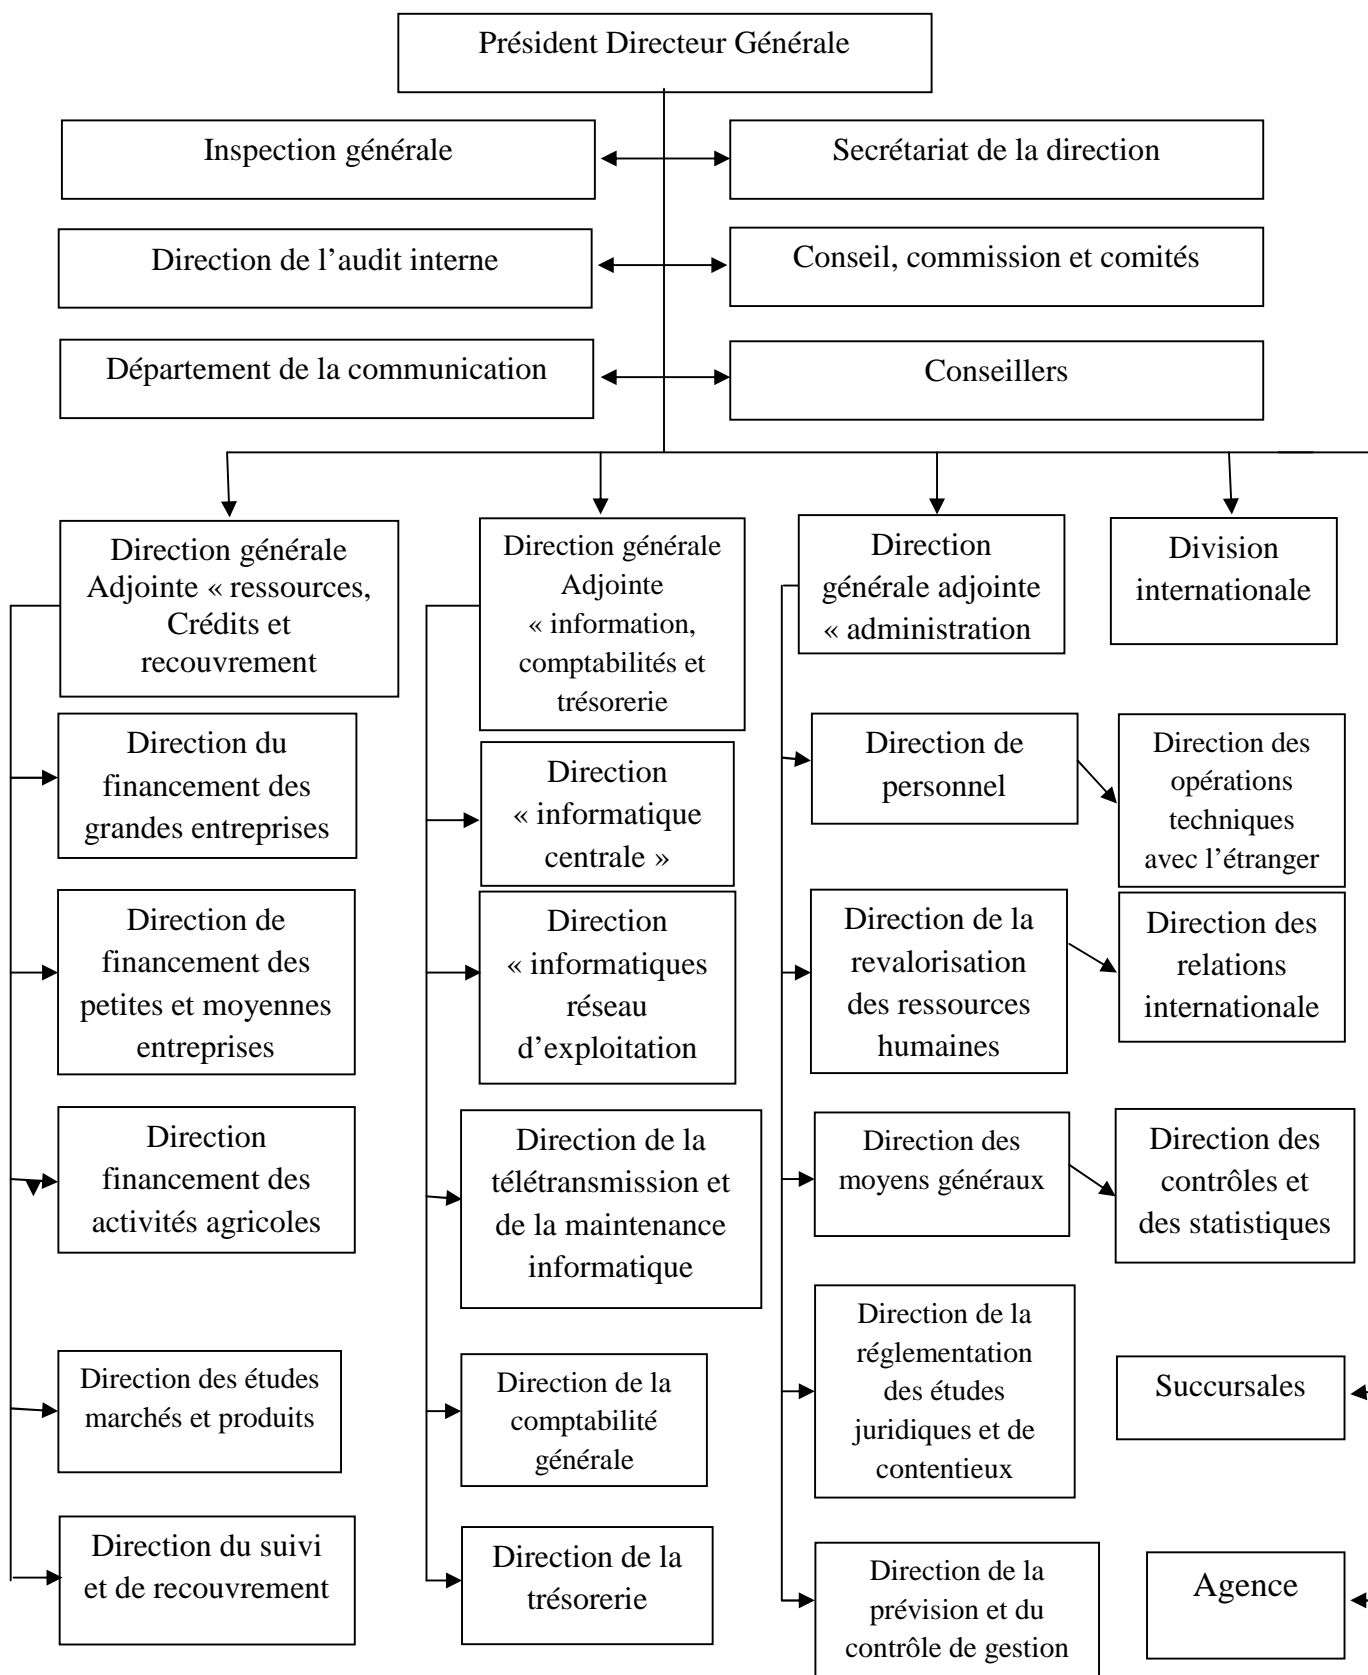 Président Directeur Générale
Inspection générale
Secrétariat de la direction
Direction de l’audit interne
Conseil, commission et comités
Département de la communication
Conseillers
Direction générale
Adjointe « ressources,
Crédits et
recouvrement
Direction générale
Adjointe
« information,
comptabilités et
trésorerie
Direction
générale adjointe
« administration
Division
internationale
Direction du
financement des
grandes entreprises
Direction
« informatique
centrale »
Direction de
personnel
Direction des
opérations
techniques
avec l’étranger
Direction de
financement des
petites et moyennes
entreprises
Direction
« informatiques
réseau
d’exploitation
Direction de la
revalorisation
des ressources
humaines
Direction des
relations
internationale
Direction
financement des
activités agricoles
Direction de la
télétransmission et
de la maintenance
informatique
Direction des
moyens généraux
Direction des
contrôles et
des statistiques
Direction des études
marchés et produits
Direction de la
comptabilité
générale
Direction de la
réglementation
des études
juridiques et de
contentieux
Succursales
Direction du suivi
et de recouvrement
Direction de la
trésorerie
Direction de la
prévision et du
contrôle de gestion
Agence